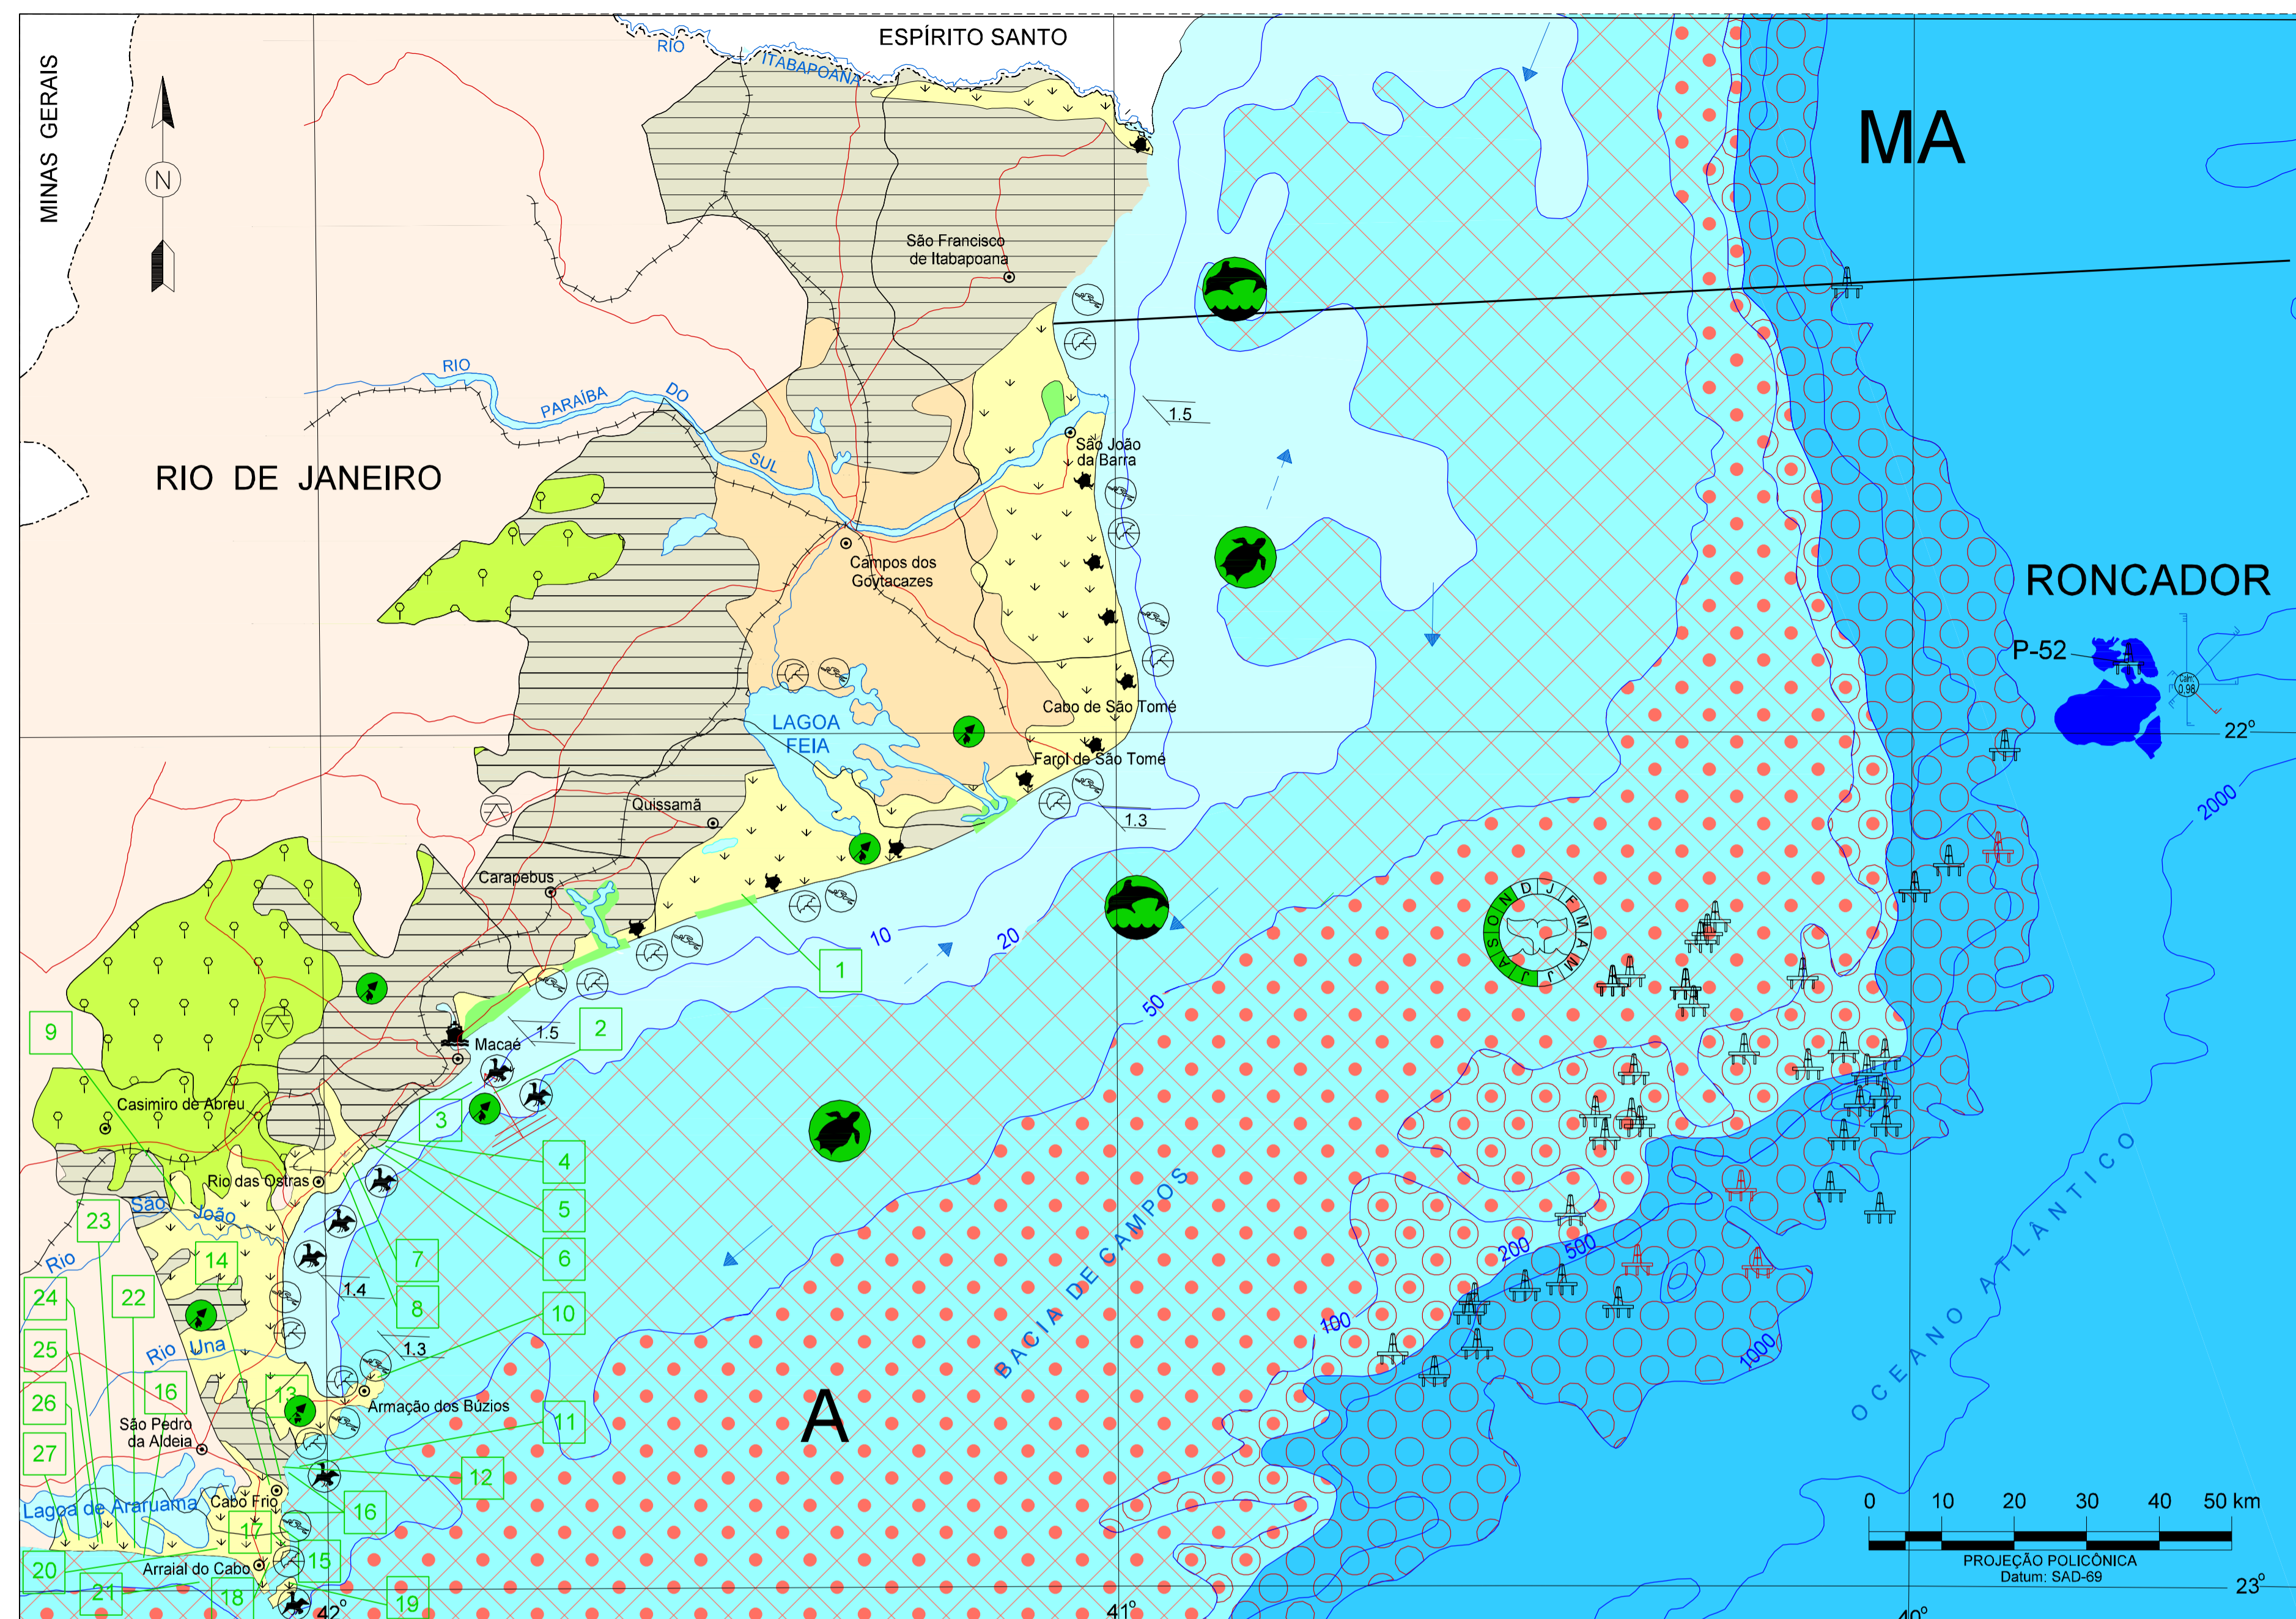 ESPÍRITO SANTO
MINAS GERAIS
RIO
ITABAPOANA
N
MA
São Francisco
de Itabapoana
RIO
PARAÍBA
DO
SUL
1.5
São João
da Barra
RIO DE JANEIRO
Campos dos
Goytacazes
RONCADOR
P-52
Calm.
0,98
Cabo de São Tomé
LAGOA
FEIA
22°
Farol de São Tomé
2000
Quissamã
1.3
Carapebus
10
20
1
50
J F M A M J J A S O N D
9
1.5
2
Macaé
Casimiro de Abreu
3
4
Rio das Ostras
5
São
João
Rio
23
6
7
14
8
24
22
1.4
10
BACIA DE CAMPOS
200
500
OCEANO ATLÂNTICO
100
1000
25
Rio Una
1.3
16
13
26
Armação dos Búzios
A
11
São Pedro
da Aldeia
27
12
Lagoa de Araruama
Cabo Frio
16
17
0 10 20 30 40 50 km
15
20
Arraial do Cabo
PROJEÇÃO POLICÔNICA
Datum: SAD-69
21
18
19
23°
42°
41°
40°